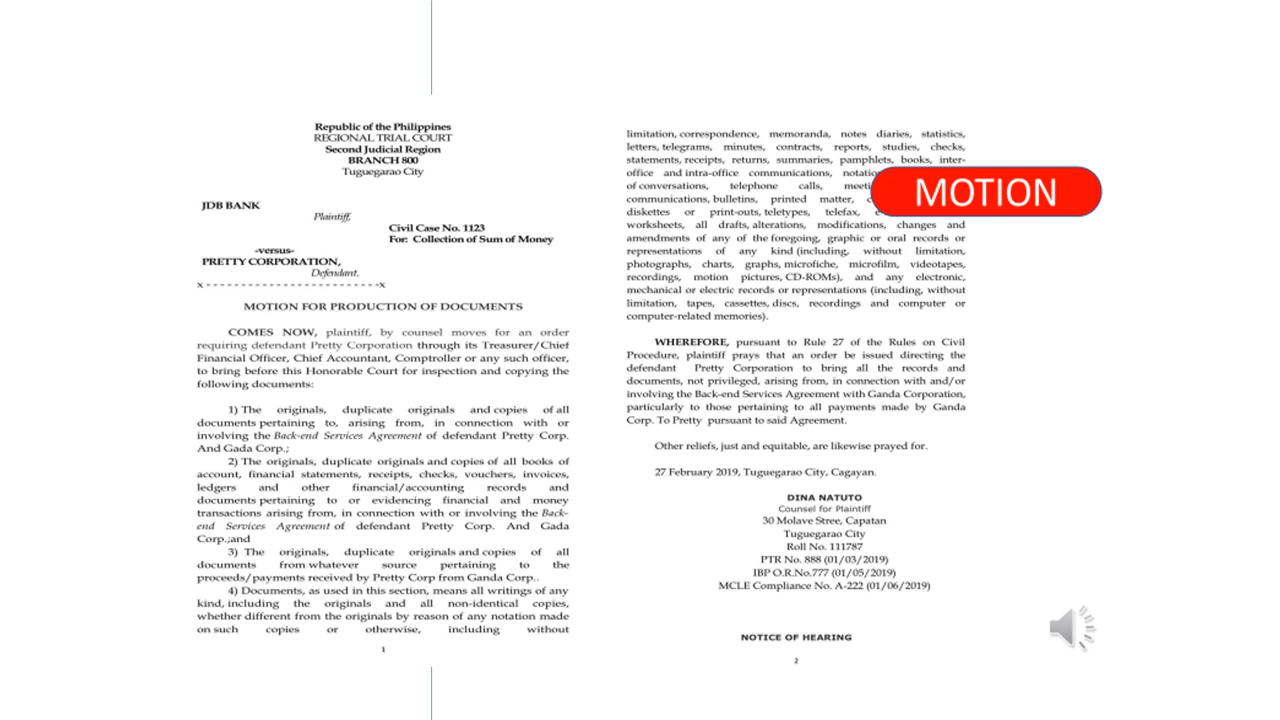 Republic of the Philippines
REGIONAL TRIAL COURT
Second Judicial Region
BRANCH 800
Tuguegarao City
JDB BANK
Plaintiff,
Civil Case No. 1123
For: Collection of Sum of Money
-versus-
PRETTY CORPORATION,
Defendant.
x - - - - - - - - - - - - - - - - - - - - - - - - -x
MOTION FOR PRODUCTION OF DOCUMENTS
COMES NOW, plaintiff, by counsel moves for an order
requiring defendant Pretty Corporation through its Treasurer/Chief
Financial Officer, Chief Accountant, Comptroller or any such officer,
to bring before this Honorable Court for inspection and copying the
following documents:
1) The originals, duplicate originals and copies of all
documents pertaining to, arising from, in connection with or
involving the Back-end Services Agreement of defendant Pretty Corp.
And Gada Corp.;
2) The originals, duplicate originals and copies of all books of
account, financial statements, receipts, checks, vouchers, invoices,
ledgers and other financial/accounting records and
documents pertaining to or evidencing financial and money
transactions arising from, in connection with or involving the Back-
end Services Agreement of defendant Pretty Corp. And Gada
Corp.;and
3) The originals, duplicate originals and copies of all
documents from whatever source pertaining to the
proceeds/payments received by Pretty Corp from Ganda Corp..
4) Documents, as used in this section, means all writings of any
kind, including the originals and all non-identical copies,
whether different from the originals by reason of any notation made
on such copies or otherwise, including without
1
limitation, correspondence, memoranda, notes diaries, statistics,
letters, telegrams, minutes, contracts, reports, studies, checks,
statements, receipts, returns, summaries, pamphlets, books, inter-
office and intra-office communications,
of conversations, telephone calls,
communications, bulletins, printed matter,
diskettes or print-outs, teletypes, telefax,
worksheets, all drafts, alterations, modifications, changes and
amendments of any of the foregoing, graphic or oral records or
representations of any kind (including, without limitation,
photographs, charts, graphs, microfiche, microfilm, videotapes,
recordings, motion pictures, CD-ROMs), and any electronic,
mechanical or electric records or representations (including, without
limitation, tapes, cassettes, discs, recordings and computer or
computer-related memories).
MOTION
WHEREFORE, pursuant to Rule 27 of the Rules on Civil
Procedure, plaintiff prays that an order be issued directing the
defendant Pretty Corporation to bring all the records and
documents, not privileged, arising from, in connection with and/or
involving the Back-end Services Agreement with Ganda Corporation,
particularly to those pertaining to all payments made by Ganda
Corp. To Pretty pursuant to said Agreement.
Other reliefs, just and equitable, are likewise prayed for.
27 February 2019, Tuguegarao City, Cagayan.
DINA NATUTO
Counsel for Plaintiff
30 Molave Stree, Capatan
Tuguegarao City
Roll No. 111787
PTR No. 888 (01/03/2019)
IBP O.R.No.777 (01/05/2019)
MCLE Compliance No. A-222 (01/06/2019)
NOTICE OF HEARING
2